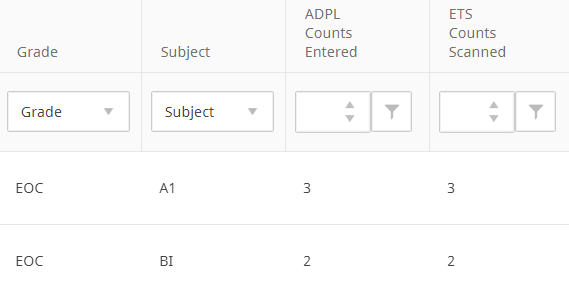 Grade Subject ADPL Counts Entered ETS Counts Scanned
Grade Subject
EOC A1 3 3
EOC BI 2 2